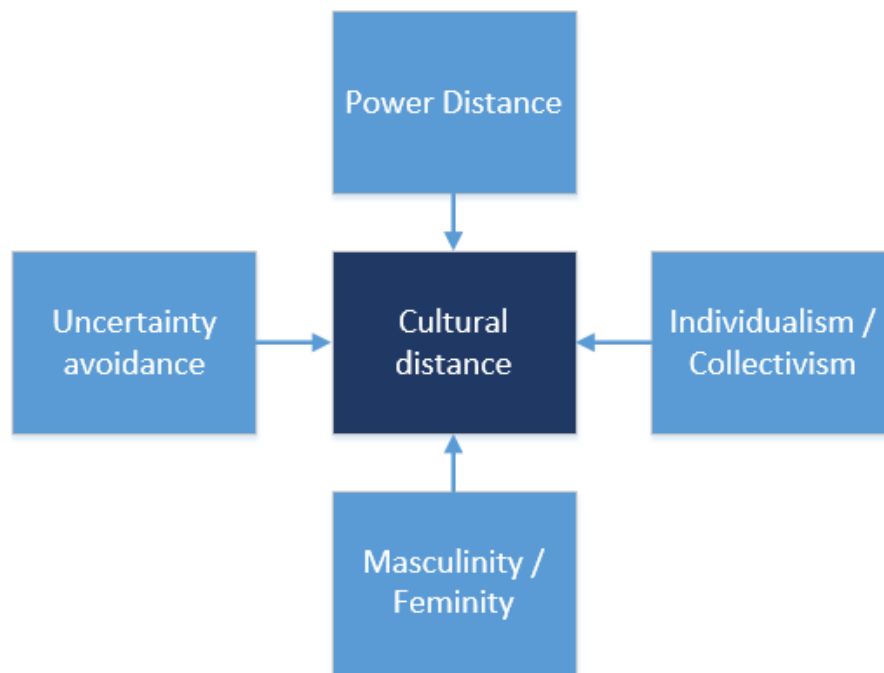 Power Distance
Uncertainty
avoidance
Cultural
distance
Individualism /
Collectivism
Masculinity /
Feminity